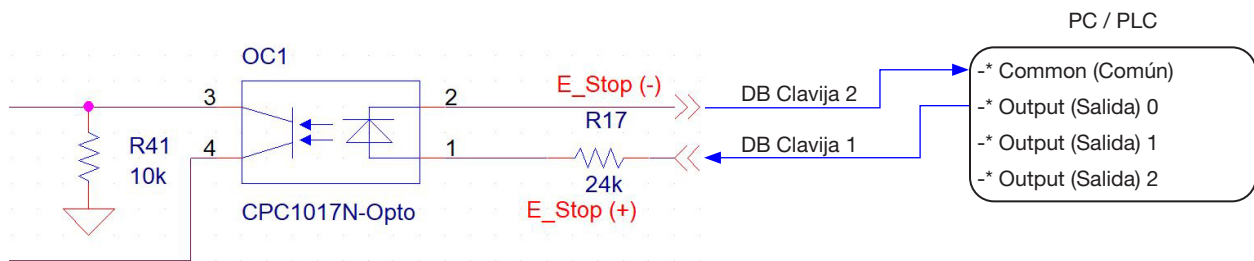 PC / PLC
OC1
-* Common (Común)
E_Stop (-)
3
2
DB Clavija 2
-* Output (Salida) 0
R17
R41
4
1
DB Clavija 1
-* Output (Salida) 1
10k
24k
-* Output (Salida) 2
CPC1017N-Opto
E_Stop (+)